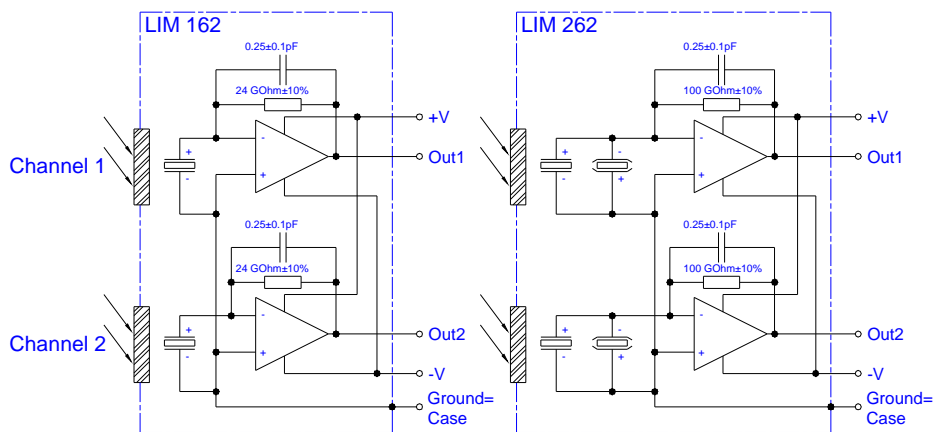 LIM 162
0.25±0.1pF
24 GOhm±10%
+V
-
+
-
+
Out1
Channel 1
0.25±0.1pF
24 GOhm±10%
+
-
-
+
Out2
Channel 2
-V
Ground=
Case
LIM 262
0.25±0.1pF
100 GOhm±10%
+V
+
-
-
+
-
+
Out1
0.25±0.1pF
100 GOhm±10%
+
-
-
+
-
+
Out2
-V
Ground=
Case